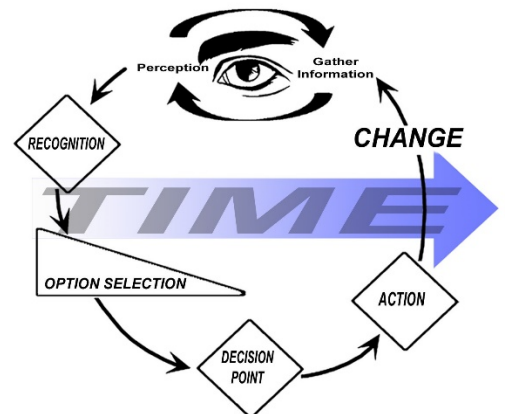 Perception
Gather
Information
RECOGNITION
CHANGE
TIME
OPTION SELECTION
ACTION
DECISION
POINT